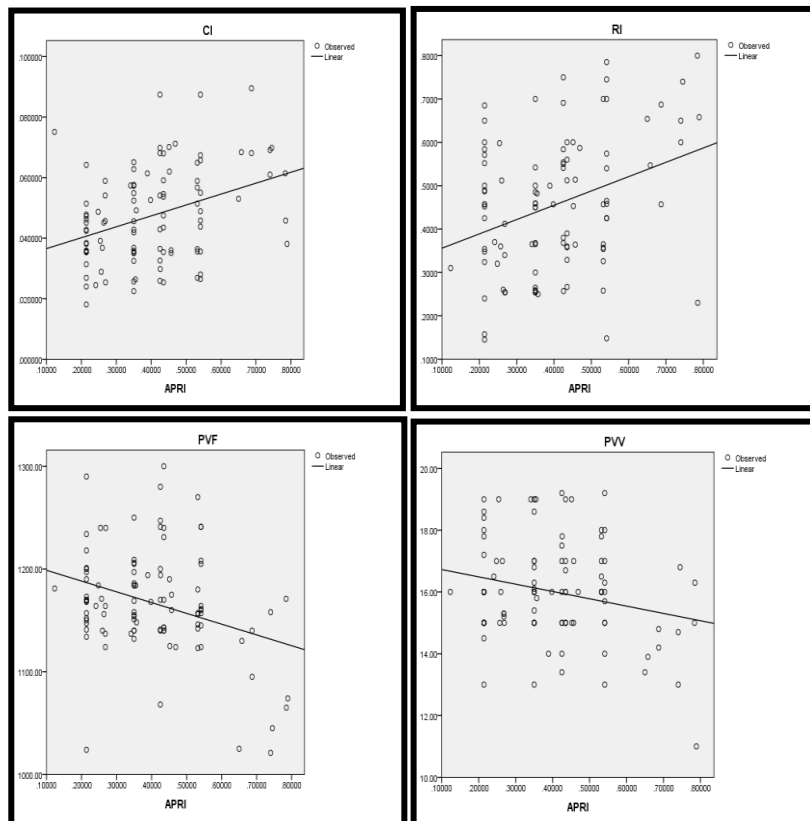 CI
.100000
.080000
.060000
.040000
.020000
.000000
.10000 .20000 .30000 .40000 .50000 .60000 .70000 .80000
APRI
Observed
Linear
RI
.8000
.7000
.6000
.5000
.4000
.3000
.2000
.1000
.10000 .20000 .30000 .40000 .50000 .60000 .70000 .80000
APRI
Observed
Linear
PVF
1300.00
1200.00
1100.00
1000.00
.10000 .20000 .30000 .40000 .50000 .60000 .70000 .80000
APRI
Observed
Linear
PVV
20.00
18.00
16.00
14.00
12.00
10.00
.10000 .20000 .30000 .40000 .50000 .60000 .70000 .80000
APRI
Observed
Linear